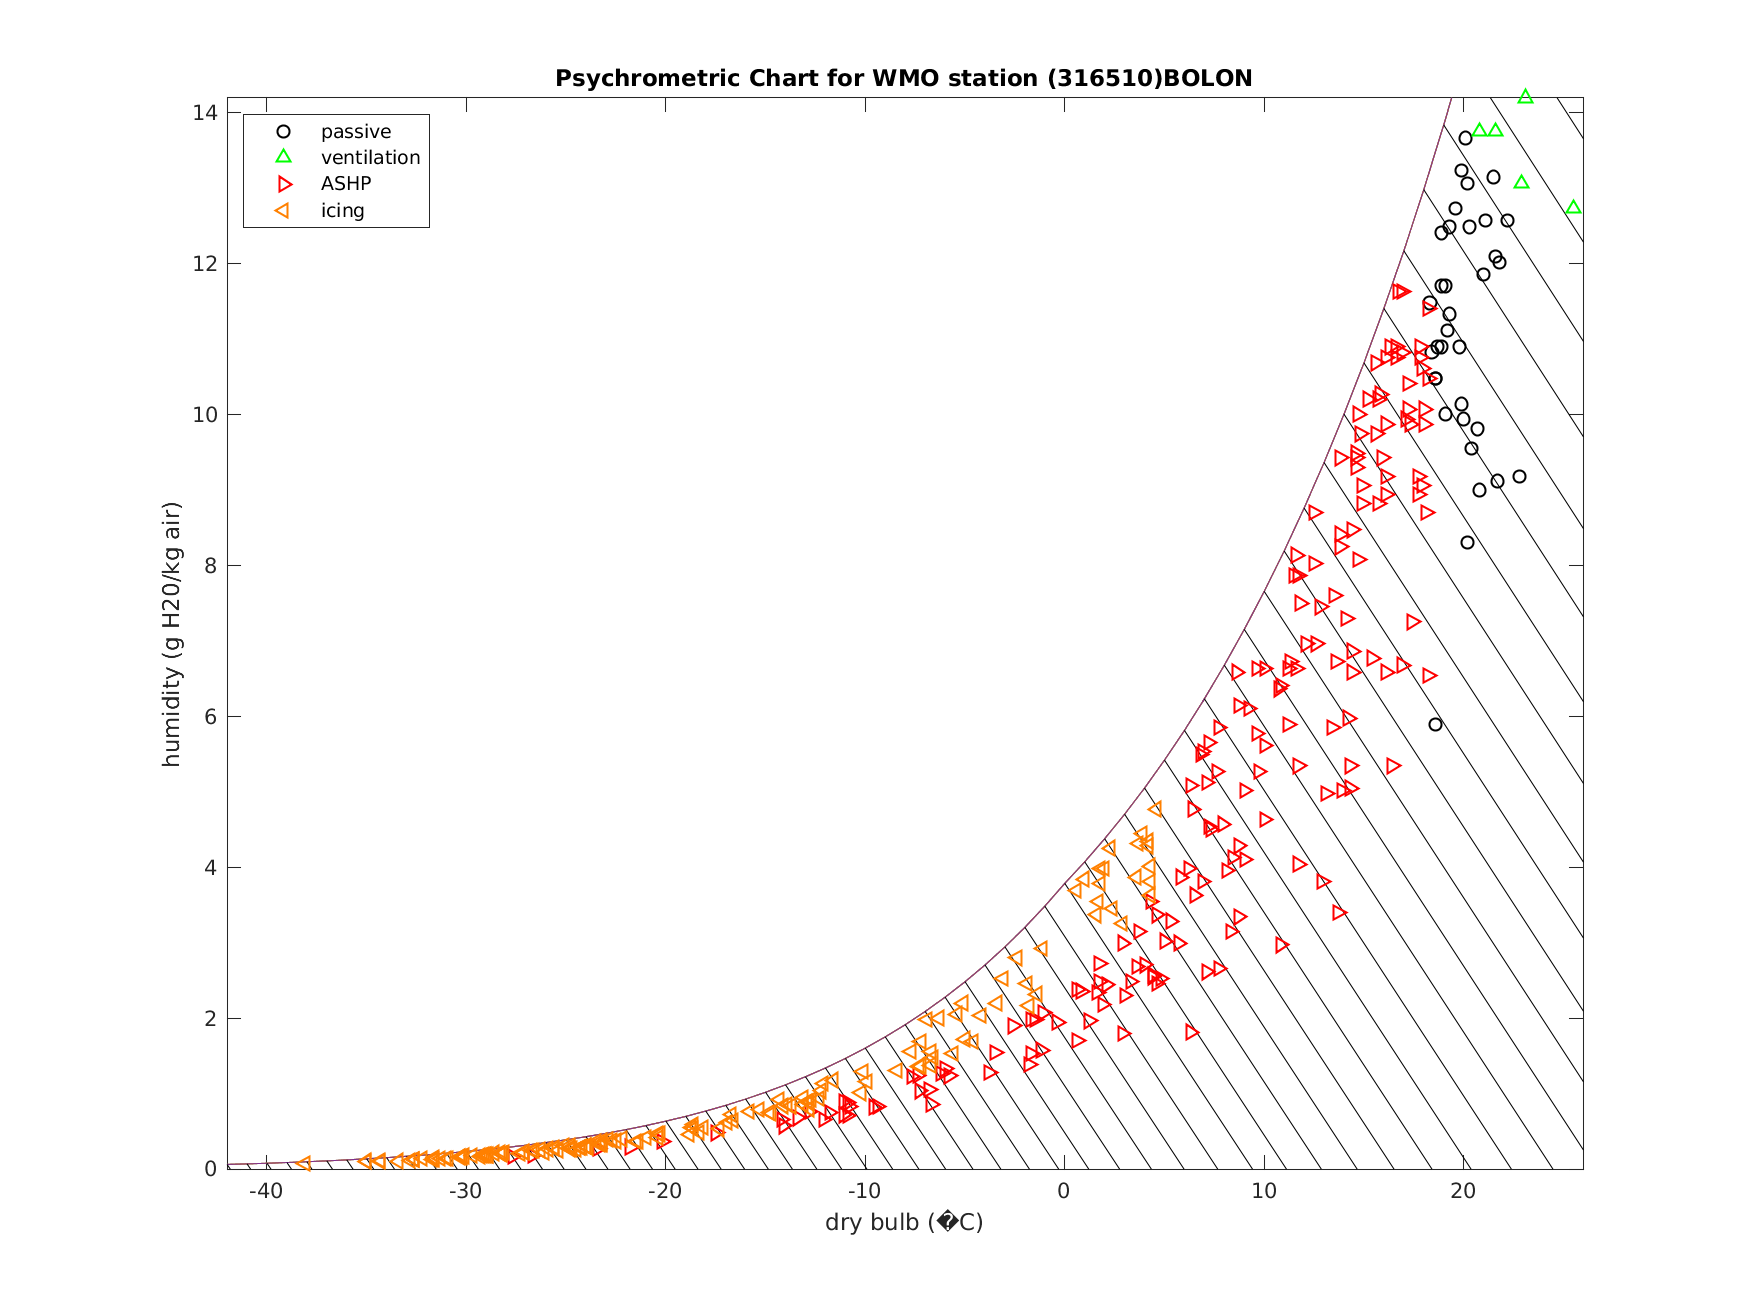 Psychrometric Chart for WMO station (316510)BOLON
passive
ventilation
ASHP
icing
14
12
10
8
6
4
2
0
humidity (g H20/kg air)
-40 -30 -20 -10 0 10 20
dry bulb (�C)